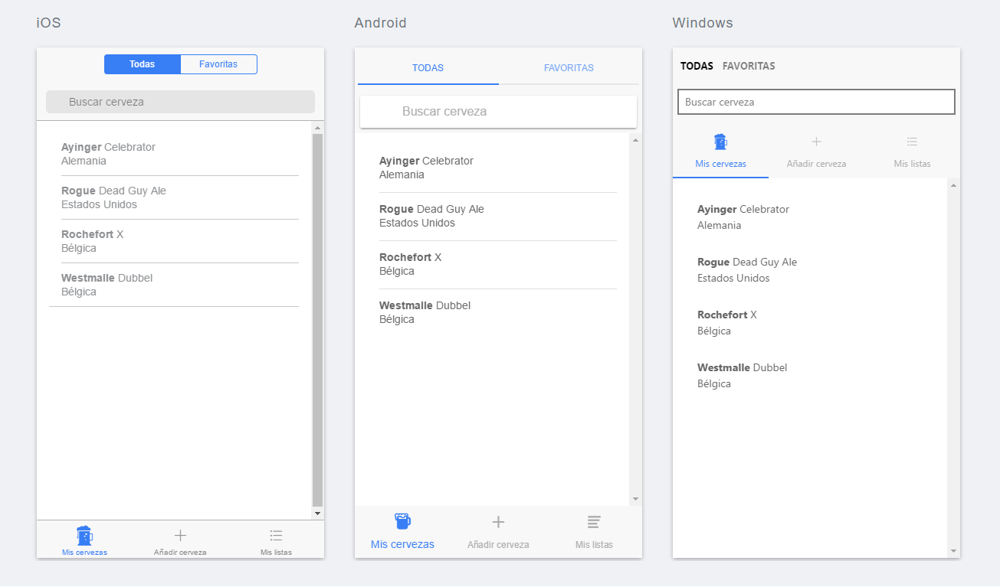 iOS
Todas
Favoritas
Buscar cerveza
Ayinger Celebrator
Alemania
Rogue Dead Guy Ale
Estados Unidos
Rochefort X
Bélgica
Westmalle Dubbel
Bélgica
Mis cervezas
Añadir cerveza
Mis listas
Android
TODAS
FAVORITAS
Buscar cerveza
Ayinger Celebrator
Alemania
Rogue Dead Guy Ale
Estados Unidos
Rochefort X
Bélgica
Westmalle Dubbel
Bélgica
Mis cervezas
Añadir cerveza
Mis listas
Windows
TODAS
FAVORITAS
Buscar cerveza
Mis cervezas
Añadir cerveza
Mis listas
Ayinger Celebrator
Alemania
Rogue Dead Guy Ale
Estados Unidos
Rochefort X
Bélgica
Westmalle Dubbel
Bélgica